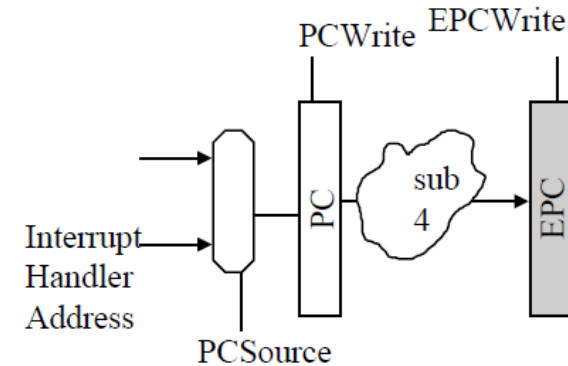 PCWrite
EPCWrite
sub
4
PC
EPC
Interrupt
Handler
Address
PCSource